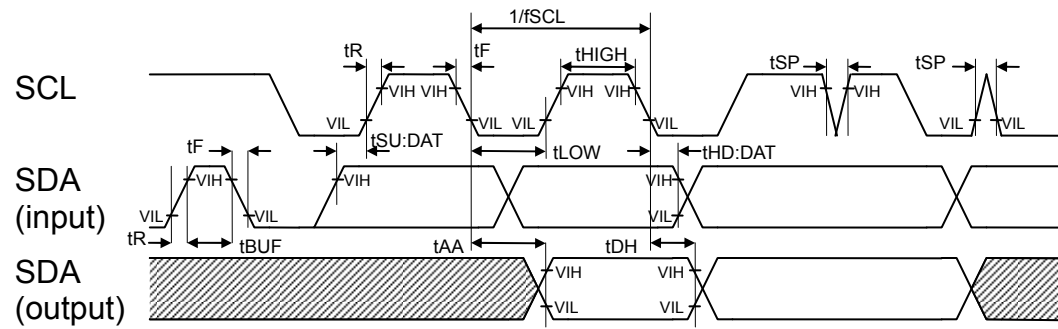 1/fSCL
tR
tF
tHIGH
tSP
tSP
SCL
VIH
VIH
VIH
VIH
VIH
VIH
VIL
VIL
VIL
VIL
VIL
VIL
tSU:DAT
tF
tLOW
tHD:DAT
SDA
(input)
VIH
VIH
VIH
VIL
VIL
VIL
tR
tBUF
tAA
tDH
SDA
(output)
VIH
VIH
VIL
VIL